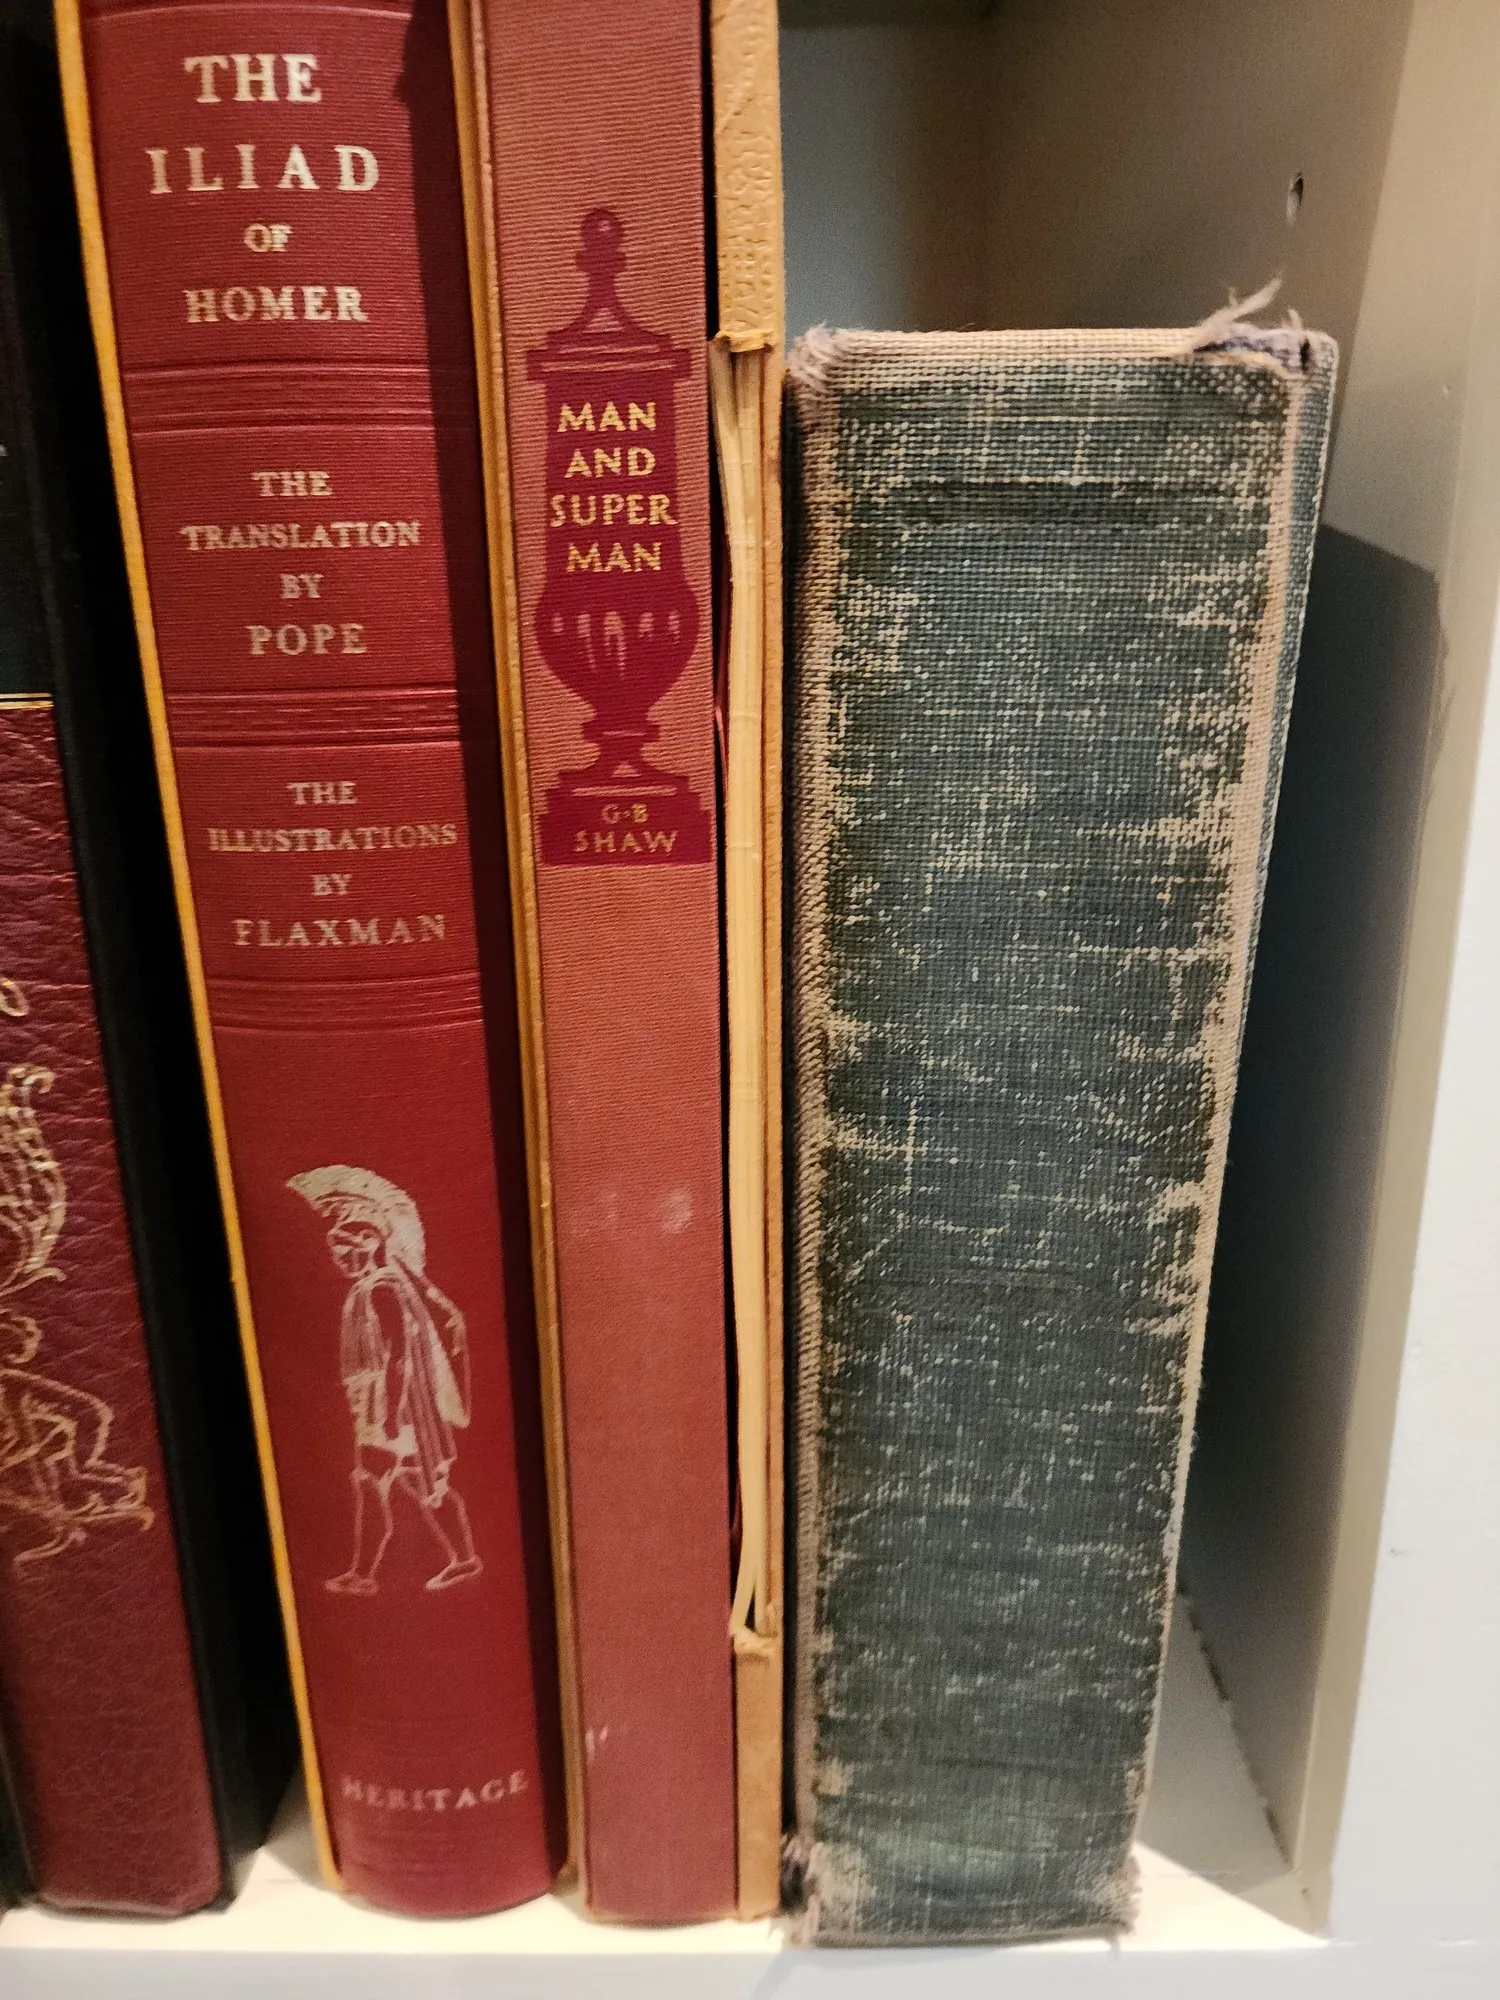 THE
ILIAD
OF
HOMER
THE
TRANSLATION
BY
POPE
THE
ILLUSTRATIONS
BY
FLAXMAN
HERITAGE
MAN
AND
SUPER
MAN
G·B
SHAW